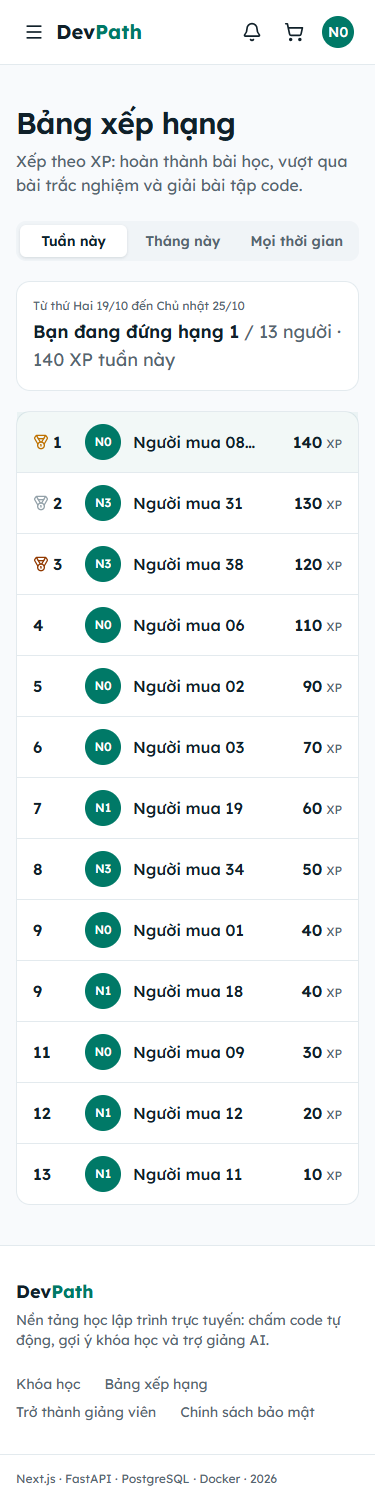 DevPath
N0
Bảng xếp hạng
Xếp theo XP: hoàn thành bài học, vượt qua
bài trắc nghiệm và giải bài tập code.
Tuần này Tháng này Mọi thời gian
Từ thứ Hai 19/10 đến Chủ nhật 25/10
Bạn đang đứng hạng 1 / 13 người ·
140 XP tuần này
1 N0 Người mua 08... 140 XP
2 N3 Người mua 31 130 XP
3 N3 Người mua 38 120 XP
4 N0 Người mua 06 110 XP
5 N0 Người mua 02 90 XP
6 N0 Người mua 03 70 XP
7 N1 Người mua 19 60 XP
8 N3 Người mua 34 50 XP
9 N0 Người mua 01 40 XP
9 N1 Người mua 18 40 XP
11 N0 Người mua 09 30 XP
12 N1 Người mua 12 20 XP
13 N1 Người mua 11 10 XP
DevPath
Nền tảng học lập trình trực tuyến: chấm code tự
động, gợi ý khóa học và trợ giảng AI.
Khóa học Bảng xếp hạng
Trở thành giảng viên Chính sách bảo mật
Next.js · FastAPI · PostgreSQL · Docker · 2026